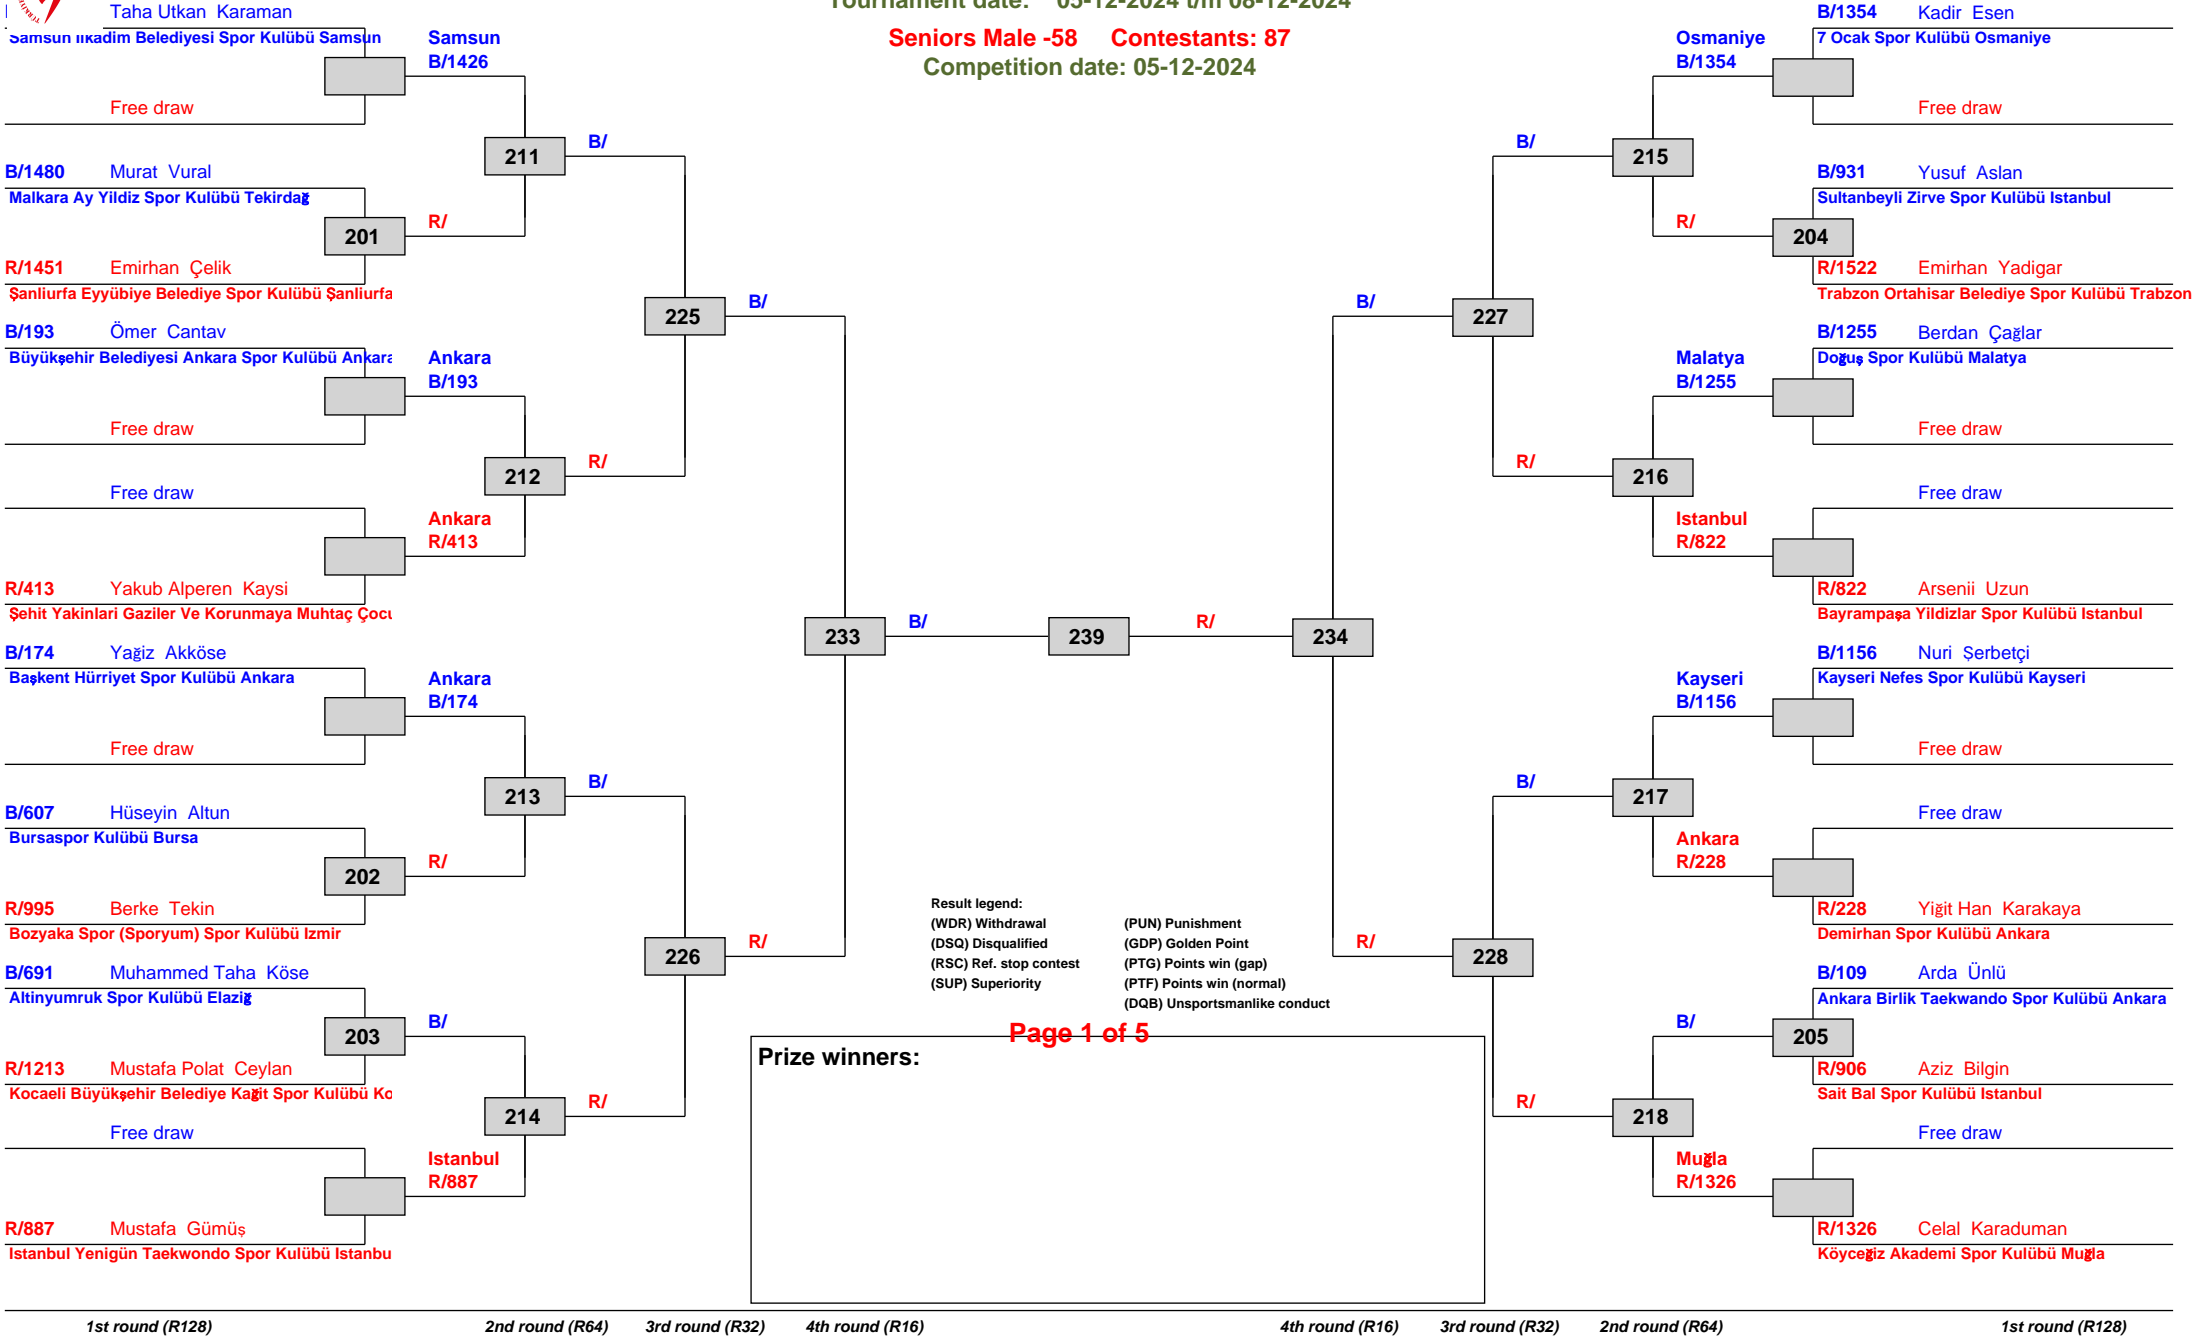 Tournament date: 05-12-2024 t/m 08-12-2024
Seniors Male -58 Contestants: 87
Competition date: 05-12-2024
Taha Utkan Karaman
Samsun Ilkadim Belediyesi Spor Kulübü Samsun
Free draw
B/1480 Murat Vural
Malkara Ay Yildiz Spor Kulübü Tekirdağ
201
R/1451 Emirhan Çelik
Şanliurfa Eyyübiye Belediye Spor Kulübü Şanliurfa
B/193 Ömer Cantav
Büyükşehir Belediyesi Ankara Spor Kulübü Ankara
Free draw
Free draw
R/413 Yakub Alperen Kaysi
Şehit Yakinlari Gaziler Ve Korunmaya Muhtaç Çocu
B/174 Yağiz Akköse
Başkent Hürriyet Spor Kulübü Ankara
Free draw
B/607 Hüseyin Altun
Bursaspor Kulübü Bursa
202
R/995 Berke Tekin
Bozyaka Spor (Sporyum) Spor Kulübü Izmir
B/691 Muhammed Taha Köse
Altinyumruk Spor Kulübü Elaziğ
203
R/1213 Mustafa Polat Ceylan
Kocaeli Büyükşehir Belediye Kağit Spor Kulübü Ko
Free draw
R/887 Mustafa Gümüş
Istanbul Yenigün Taekwondo Spor Kulübü Istanbu
Samsun
B/1426
211
R/
Ankara
B/193
212
Ankara
R/413
Ankara
B/174
213
R/
B/
214
Istanbul
R/887
B/
225
R/
B/
226
R/
B/
233
R/
B/
239
R/
234
B/
R/
B/
227
R/
B/
228
R/
Osmaniye
B/1354
215
R/
Malatya
B/1255
216
Istanbul
R/822
Kayseri
B/1156
217
Ankara
R/228
B/
218
Muğla
R/1326
B/1354 Kadir Esen
7 Ocak Spor Kulübü Osmaniye
Free draw
B/931 Yusuf Aslan
Sultanbeyli Zirve Spor Kulübü Istanbul
204
R/1522 Emirhan Yadigar
Trabzon Ortahisar Belediye Spor Kulübü Trabzon
B/1255 Berdan Çağlar
Doğuş Spor Kulübü Malatya
Free draw
Free draw
R/822 Arsenii Uzun
Bayrampaşa Yildizlar Spor Kulübü Istanbul
B/1156 Nuri Şerbetçi
Kayseri Nefes Spor Kulübü Kayseri
Free draw
Free draw
R/228 Yiğit Han Karakaya
Demirhan Spor Kulübü Ankara
B/109 Arda Ünlü
Ankara Birlik Taekwando Spor Kulübü Ankara
205
R/906 Aziz Bilgin
Sait Bal Spor Kulübü Istanbul
Free draw
R/1326 Celal Karaduman
Köyceğiz Akademi Spor Kulübü Muğla
Result legend:
(WDR) Withdrawal (PUN) Punishment
(DSQ) Disqualified (GDP) Golden Point
(RSC) Ref. stop contest (PTG) Points win (gap)
(SUP) Superiority (PTF) Points win (normal)
(DQB) Unsportsmanlike conduct
Page 1 of 5
Prize winners:
1st round (R128) 2nd round (R64) 3rd round (R32) 4th round (R16) 4th round (R16) 3rd round (R32) 2nd round (R64) 1st round (R128)